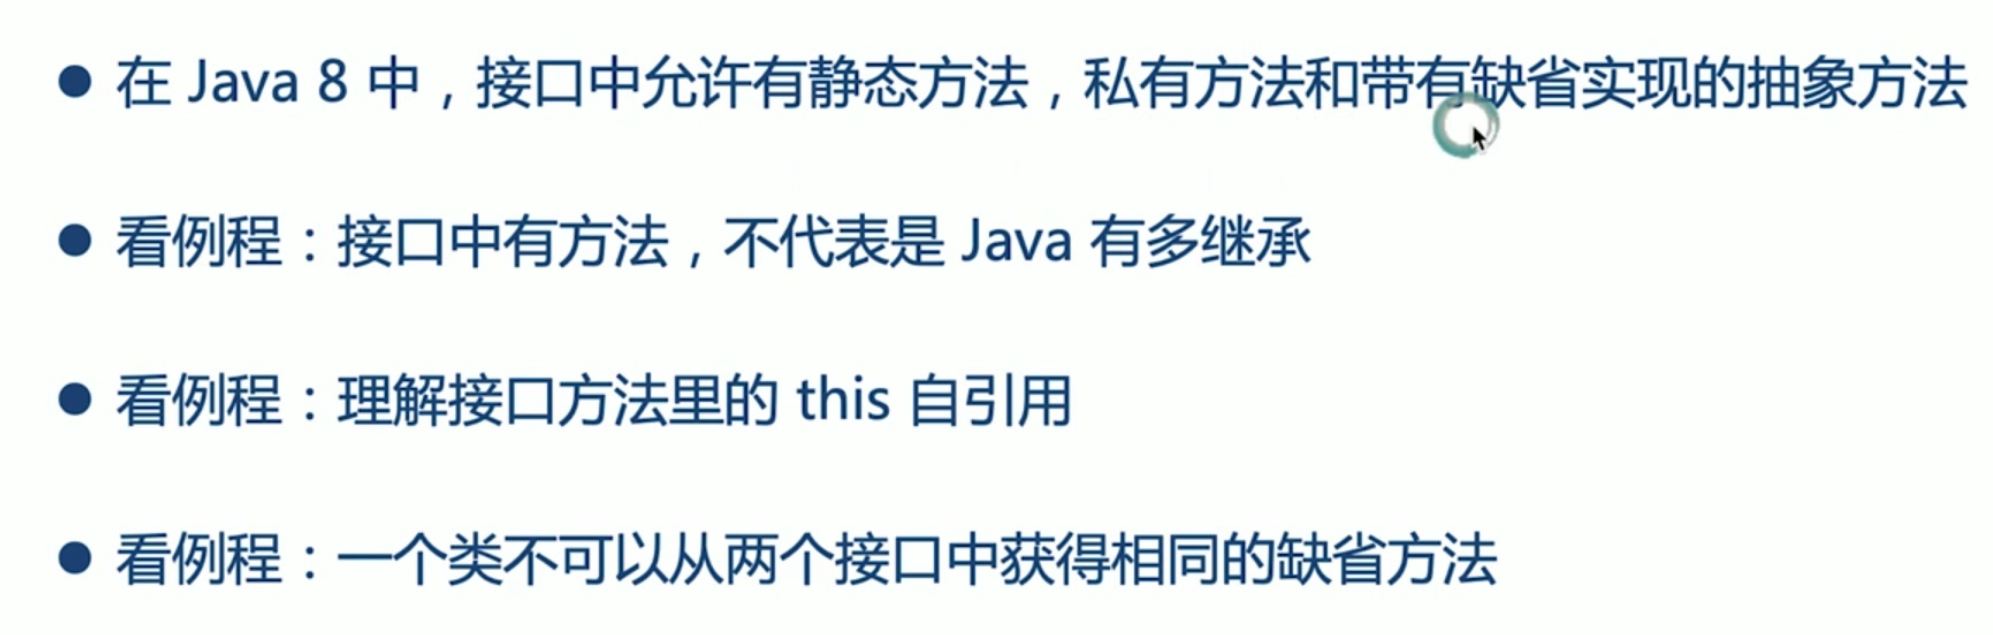 ● 在 Java 8 中，接口中允许有静态方法，私有方法和带有缺省实现的抽象方法
● 看例程：接口中有方法，不代表是 Java 有多继承
● 看例程：理解接口方法里的 this 自引用
● 看例程：一个类不可以从两个接口中获得相同的缺省方法